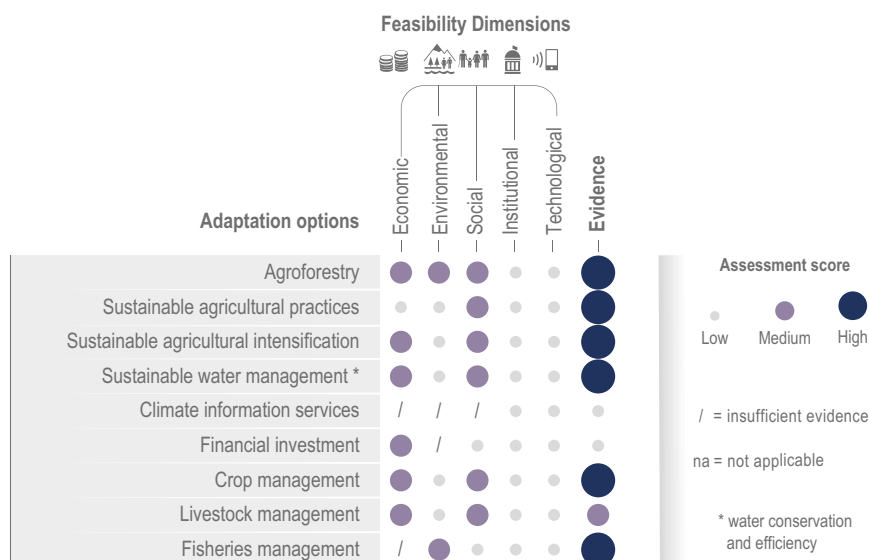 Feasibility Dimensions
Adaptation options
Economic
Environmental
Social
Institutional
Technological
Evidence
Agroforestry
Sustainable agricultural practices
Sustainable agricultural intensification
Sustainable water management *
Climate information services / / /
Financial investment /
Crop management
Livestock management
Fisheries management /
Assessment score
Low Medium High
/ = insufficient evidence
na = not applicable
* water conservation
and efficiency